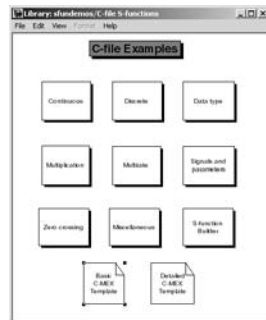 Library: sfundemos/C-file S-functions
File Edit View Format Help
C-file Examples
Continuous Discrete Data type
Multiplication Multirate Signals and
parameters
Zero crossing Miscellaneous S-function
Builder
Basic
C-MEX
Template
Detailed
C-MEX
Template